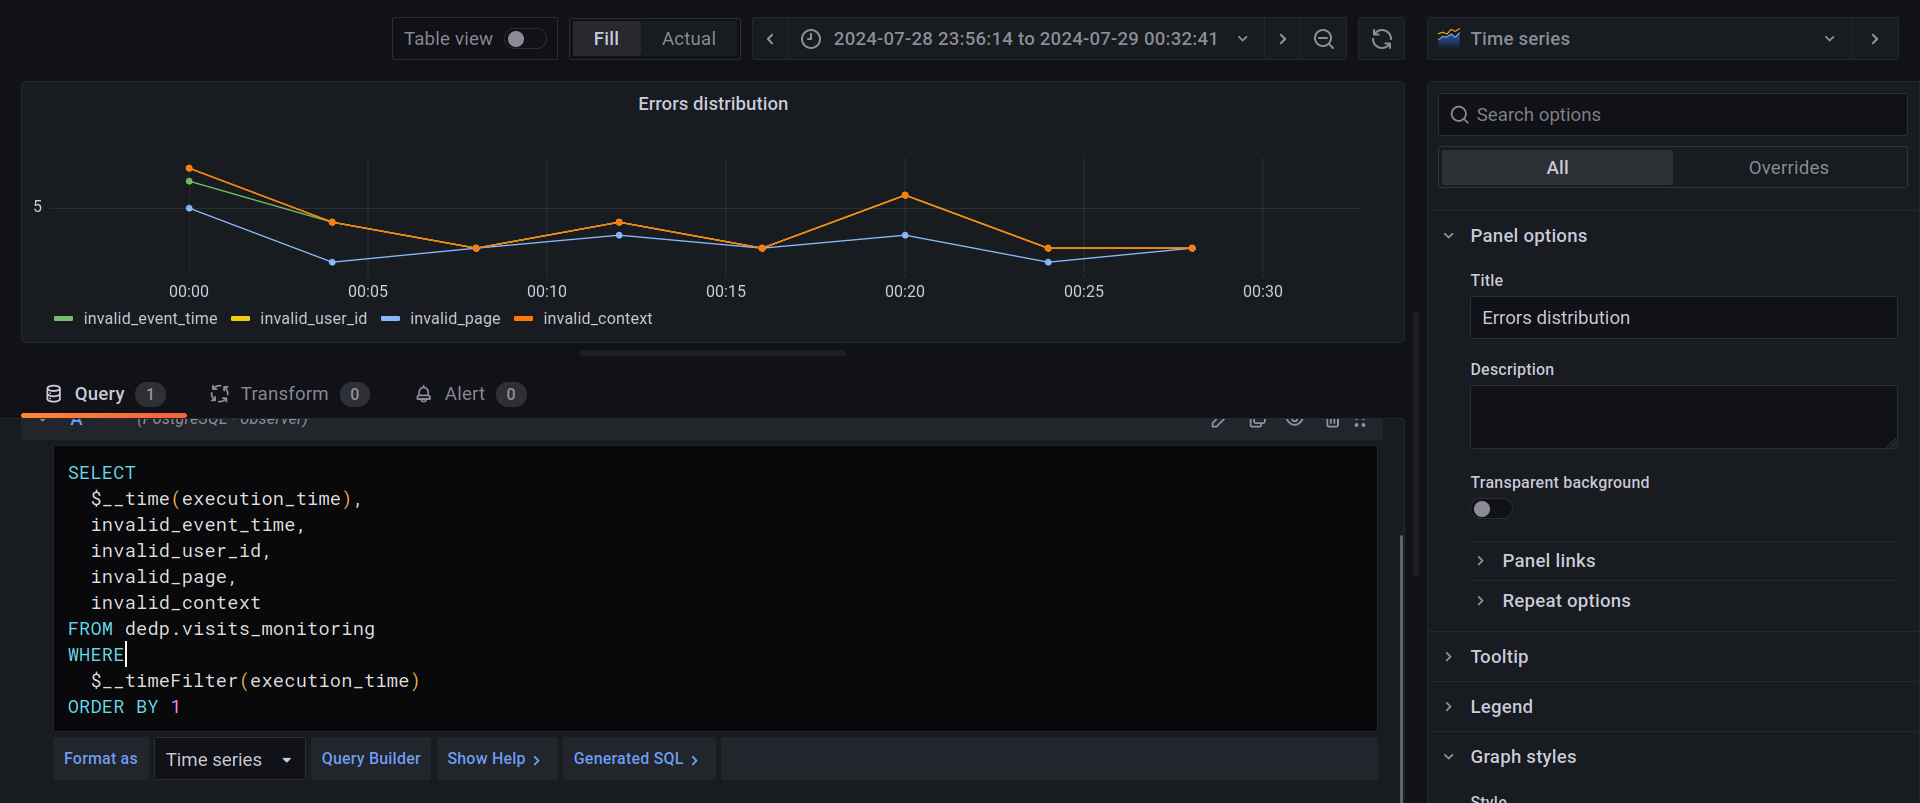 Table view
Fill
Actual
2024-07-28 23:56:14 to 2024-07-29 00:32:41
Time series
Errors distribution
5
00:00 00:05 00:10 00:15 00:20 00:25 00:30
invalid_event_time invalid_user_id invalid_page invalid_context
Search options
All
Overrides
Panel options
Title
Errors distribution
Description
Transparent background
Panel links
Repeat options
Tooltip
Legend
Graph styles
Style
Query 1
Transform 0
Alert 0
A (PostgreSQL - observer)
SELECT
$__time(execution_time),
invalid_event_time,
invalid_user_id,
invalid_page,
invalid_context
FROM dedp.visits_monitoring
WHERE
$__timeFilter(execution_time)
ORDER BY 1
Format as
Time series
Query Builder
Show Help
Generated SQL